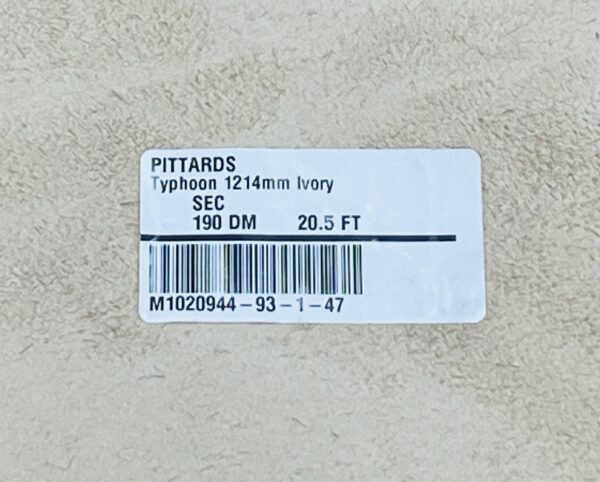 PITTARDS
Typhoon 1214mm Ivory
SEC
190 DM 20.5 FT
M1020944-93-1-47